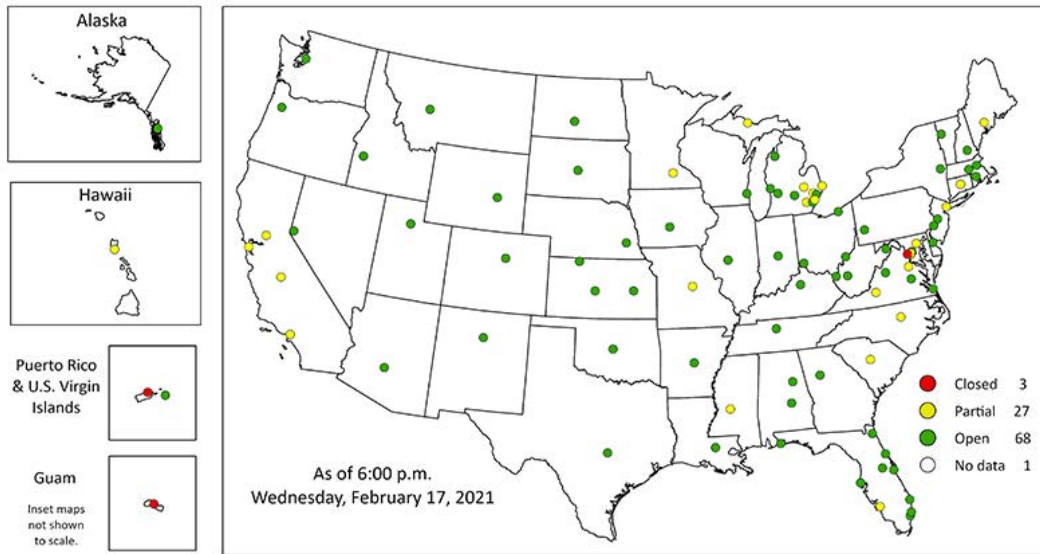 Alaska
Hawaii
Puerto Rico
& U.S. Virgin
Islands
Guam
Inset maps
not shown
to scale.
As of 6:00 p.m.
Wednesday, February 17, 2021
Closed 3
Partial 27
Open 68
No data 1